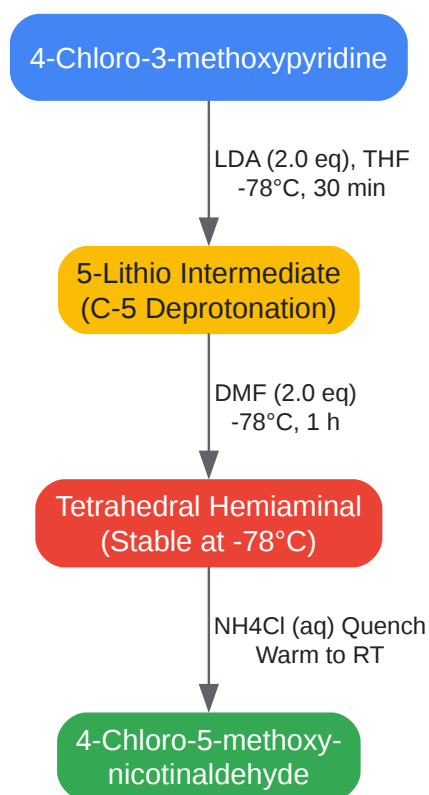 4-Chloro-3-methoxypyridine
LDA (2.0 eq), THF
-78°C, 30 min
5-Lithio Intermediate
(C-5 Deprotonation)
DMF (2.0 eq)
-78°C, 1 h
Tetrahedral Hemiaminal
(Stable at -78°C)
NH4Cl (aq) Quench
Warm to RT
4-Chloro-5-methoxy-
nicotinaldehyde